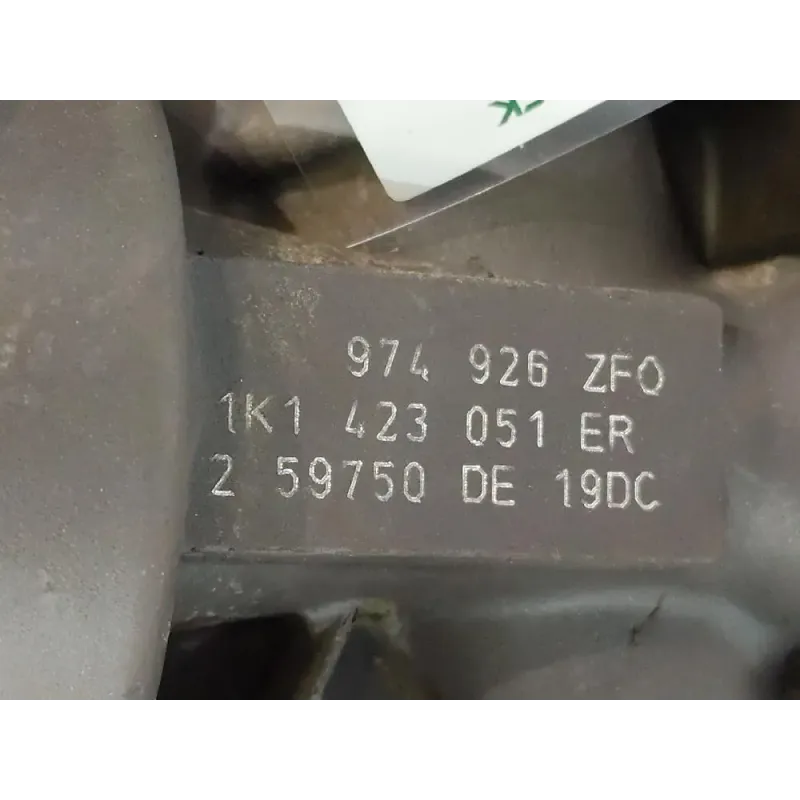 974 926 ZFO
1K1 423 051 ER
2 59750 DE 19DC